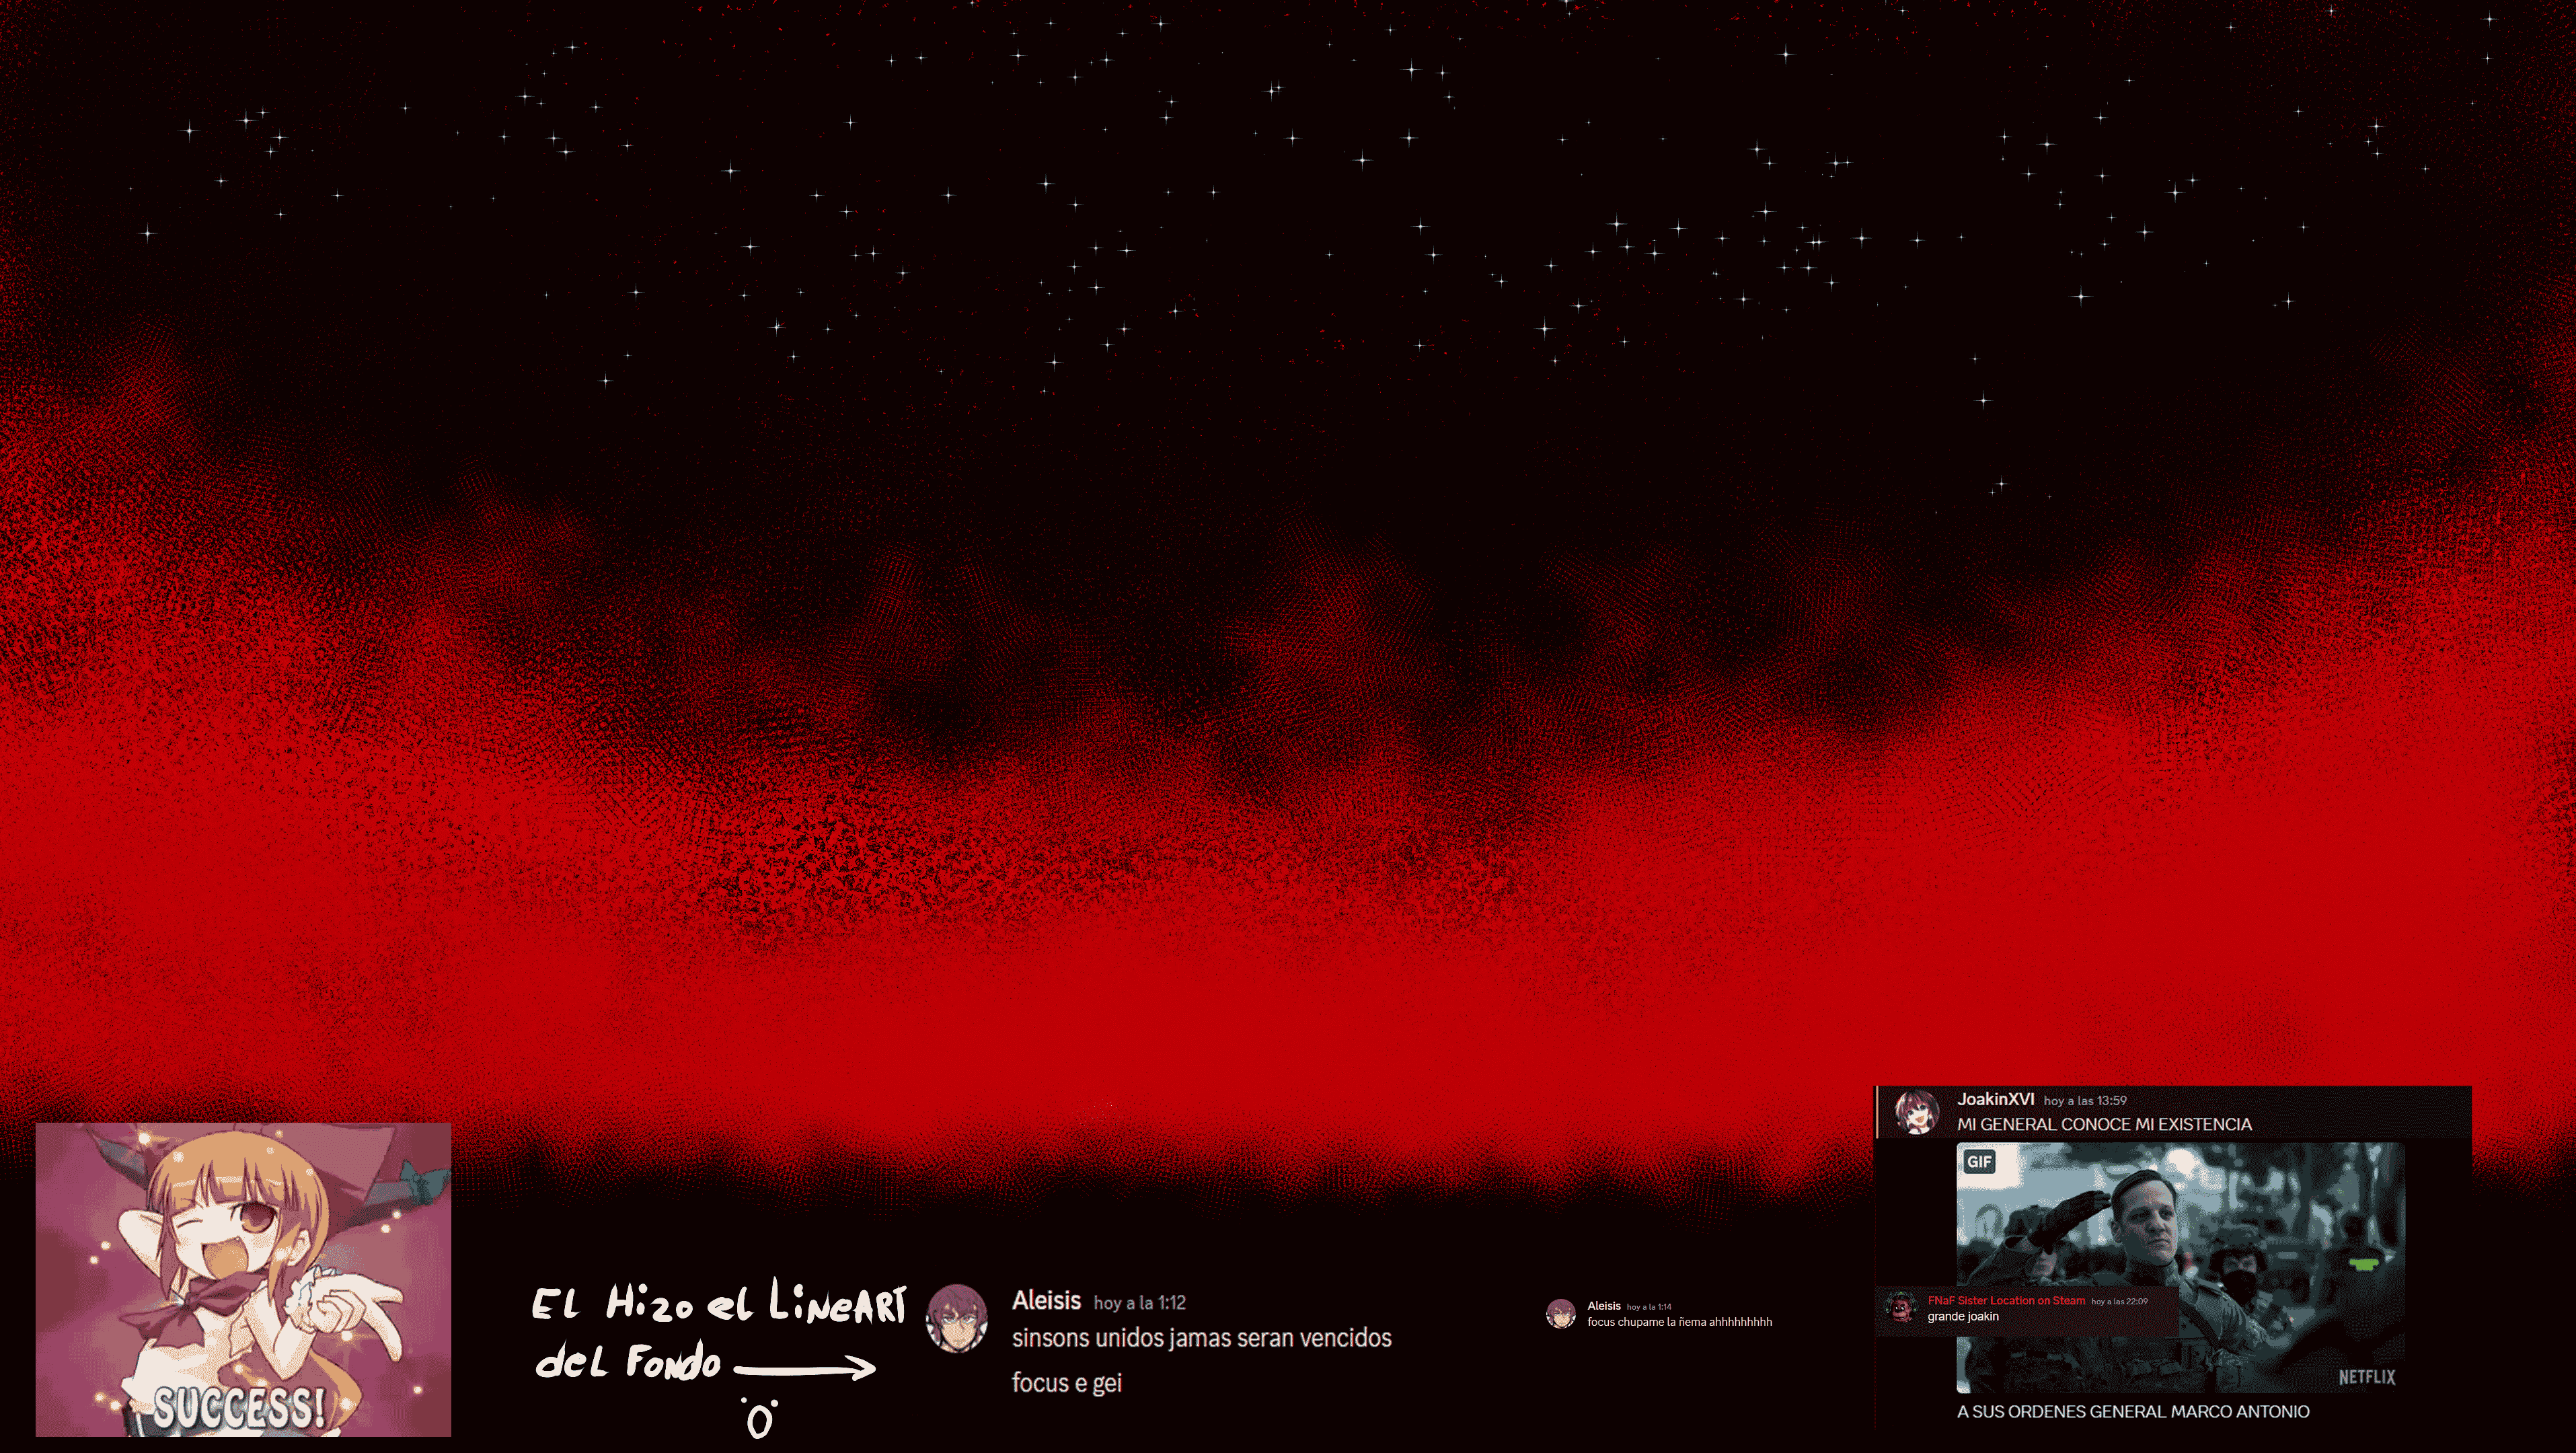 SUCCESS!
EL Hizo el LineART
del Fondo
Aleisis hoy a la 1:12
sinsons unidos jamas seran vencidos
focus e gei
Aleisis hoy a la 1:14
focus chupame la ñema ahhhhhhhhh
JoakinXVI hoy a las 13:59
MI GENERAL CONOCE MI EXISTENCIA
GIF
FNaF Sister Location on Steam hoy a las 22:09
grande joakin
NETFLIX
A SUS ORDENES GENERAL MARCO ANTONIO